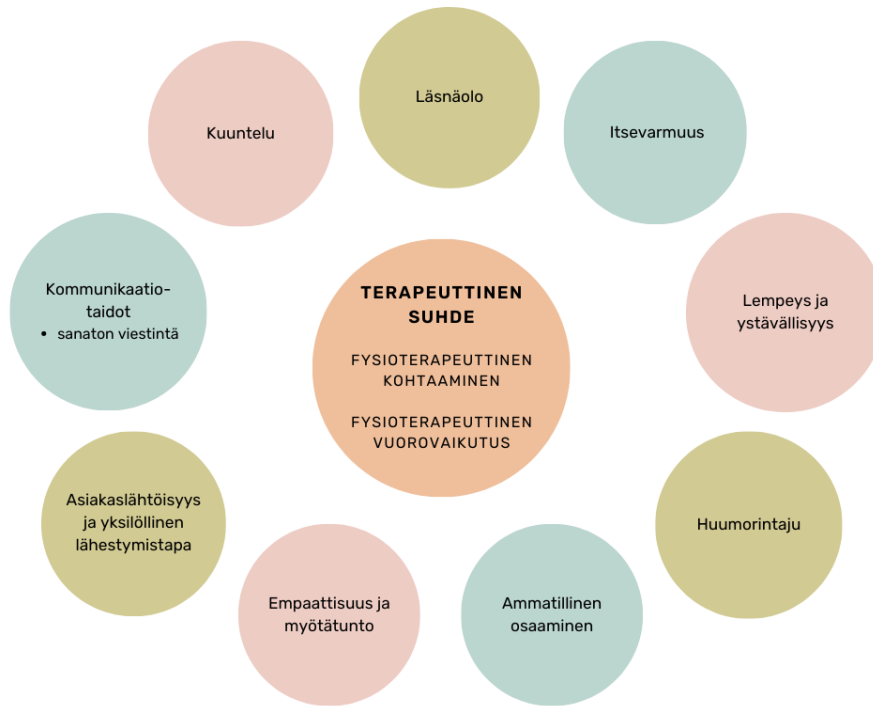 Läsnäolo
Kuuntelu
Itsevarmuus
Kommunikaatio-
taidot
• sanaton viestintä
TERAPEUTTINEN
SUHDE
FYSIOTERAPEUTTINEN
KOHTAAMINEN
FYSIOTERAPEUTTINEN
VUOROVAIKUTUS
Lempeys ja
ystävällisyys
Asiakaslähtöisyys
ja yksilöllinen
lähestymistapa
Huumorintaju
Empaattisuus ja
myötätunto
Ammatillinen
osaaminen